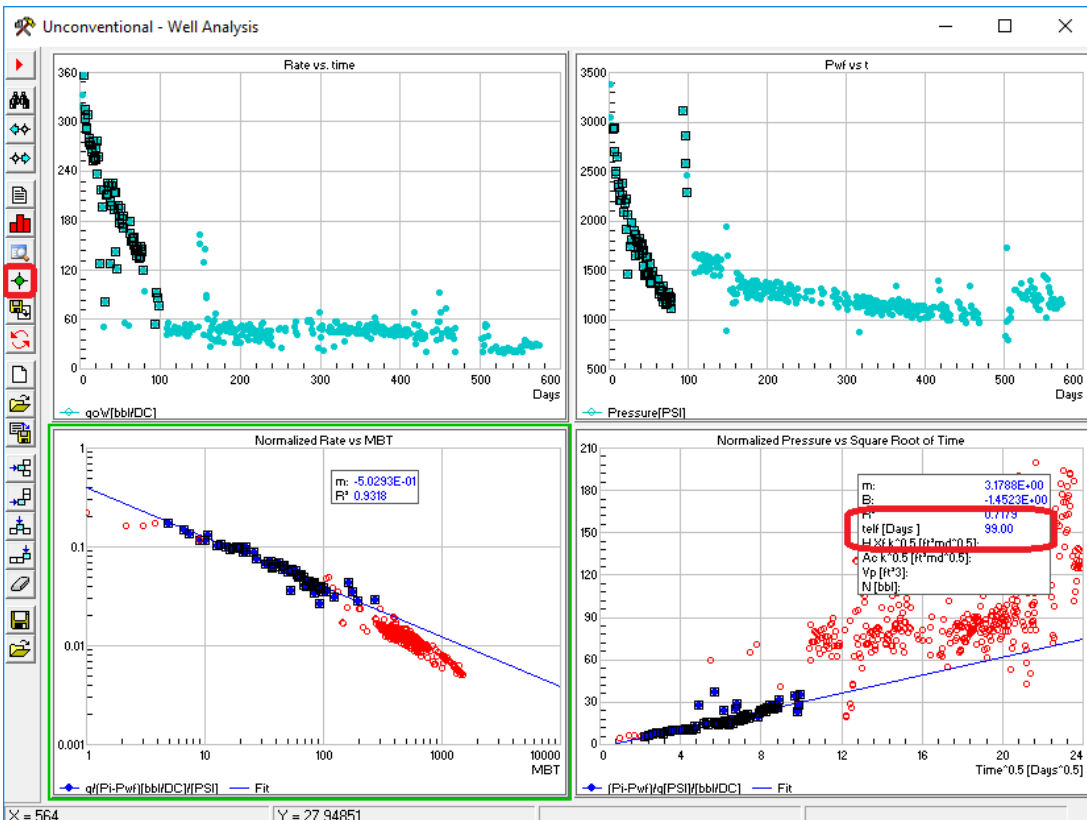 Unconventional - Well Analysis
Rate vs. time
360
300
240
180
120
60
0
0 100 200 300 400 500 600
Days
qoV[bbl/DC]
Pwf vs t
3500
3000
2500
2000
1500
1000
500
0 100 200 300 400 500 600
Days
Pressure[PSI]
Normalized Rate vs MBT
1
0.1
0.01
0.001
m: -5.0293E-01
R² 0.9318
1 10 100 1000 10000
MBT
q/(Pi-Pwf)[bbl/DC]/[PSI] Fit
Normalized Pressure vs Square Root of Time
210
180
150
120
90
60
30
0
m: 3.1788E+00
B: -1.4523E+00
R² 0.7179
telf [Days ] 99.00
H Xf k^0.5 [ft²md^0.5]:
Ac k^0.5 [ft²md^0.5]:
Vp [ft³3]:
N [bbl]:
0 4 8 12 16 20 24
Time^0.5 [Days^0.5]
(Pi-Pwf)/q[PSI]/[bbl/DC] Fit
X = 564
Y = 27.94851